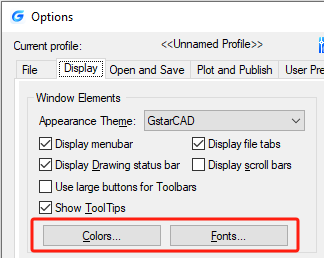 Options
Current profile: <<Unnamed Profile>>
File Display Open and Save Plot and Publish User Pre
Window Elements
Appearance Theme: GstarCAD
Display menubar Display file tabs
Display Drawing status bar Display scroll bars
Use large buttons for Toolbars
Show ToolTips
Colors... Fonts...